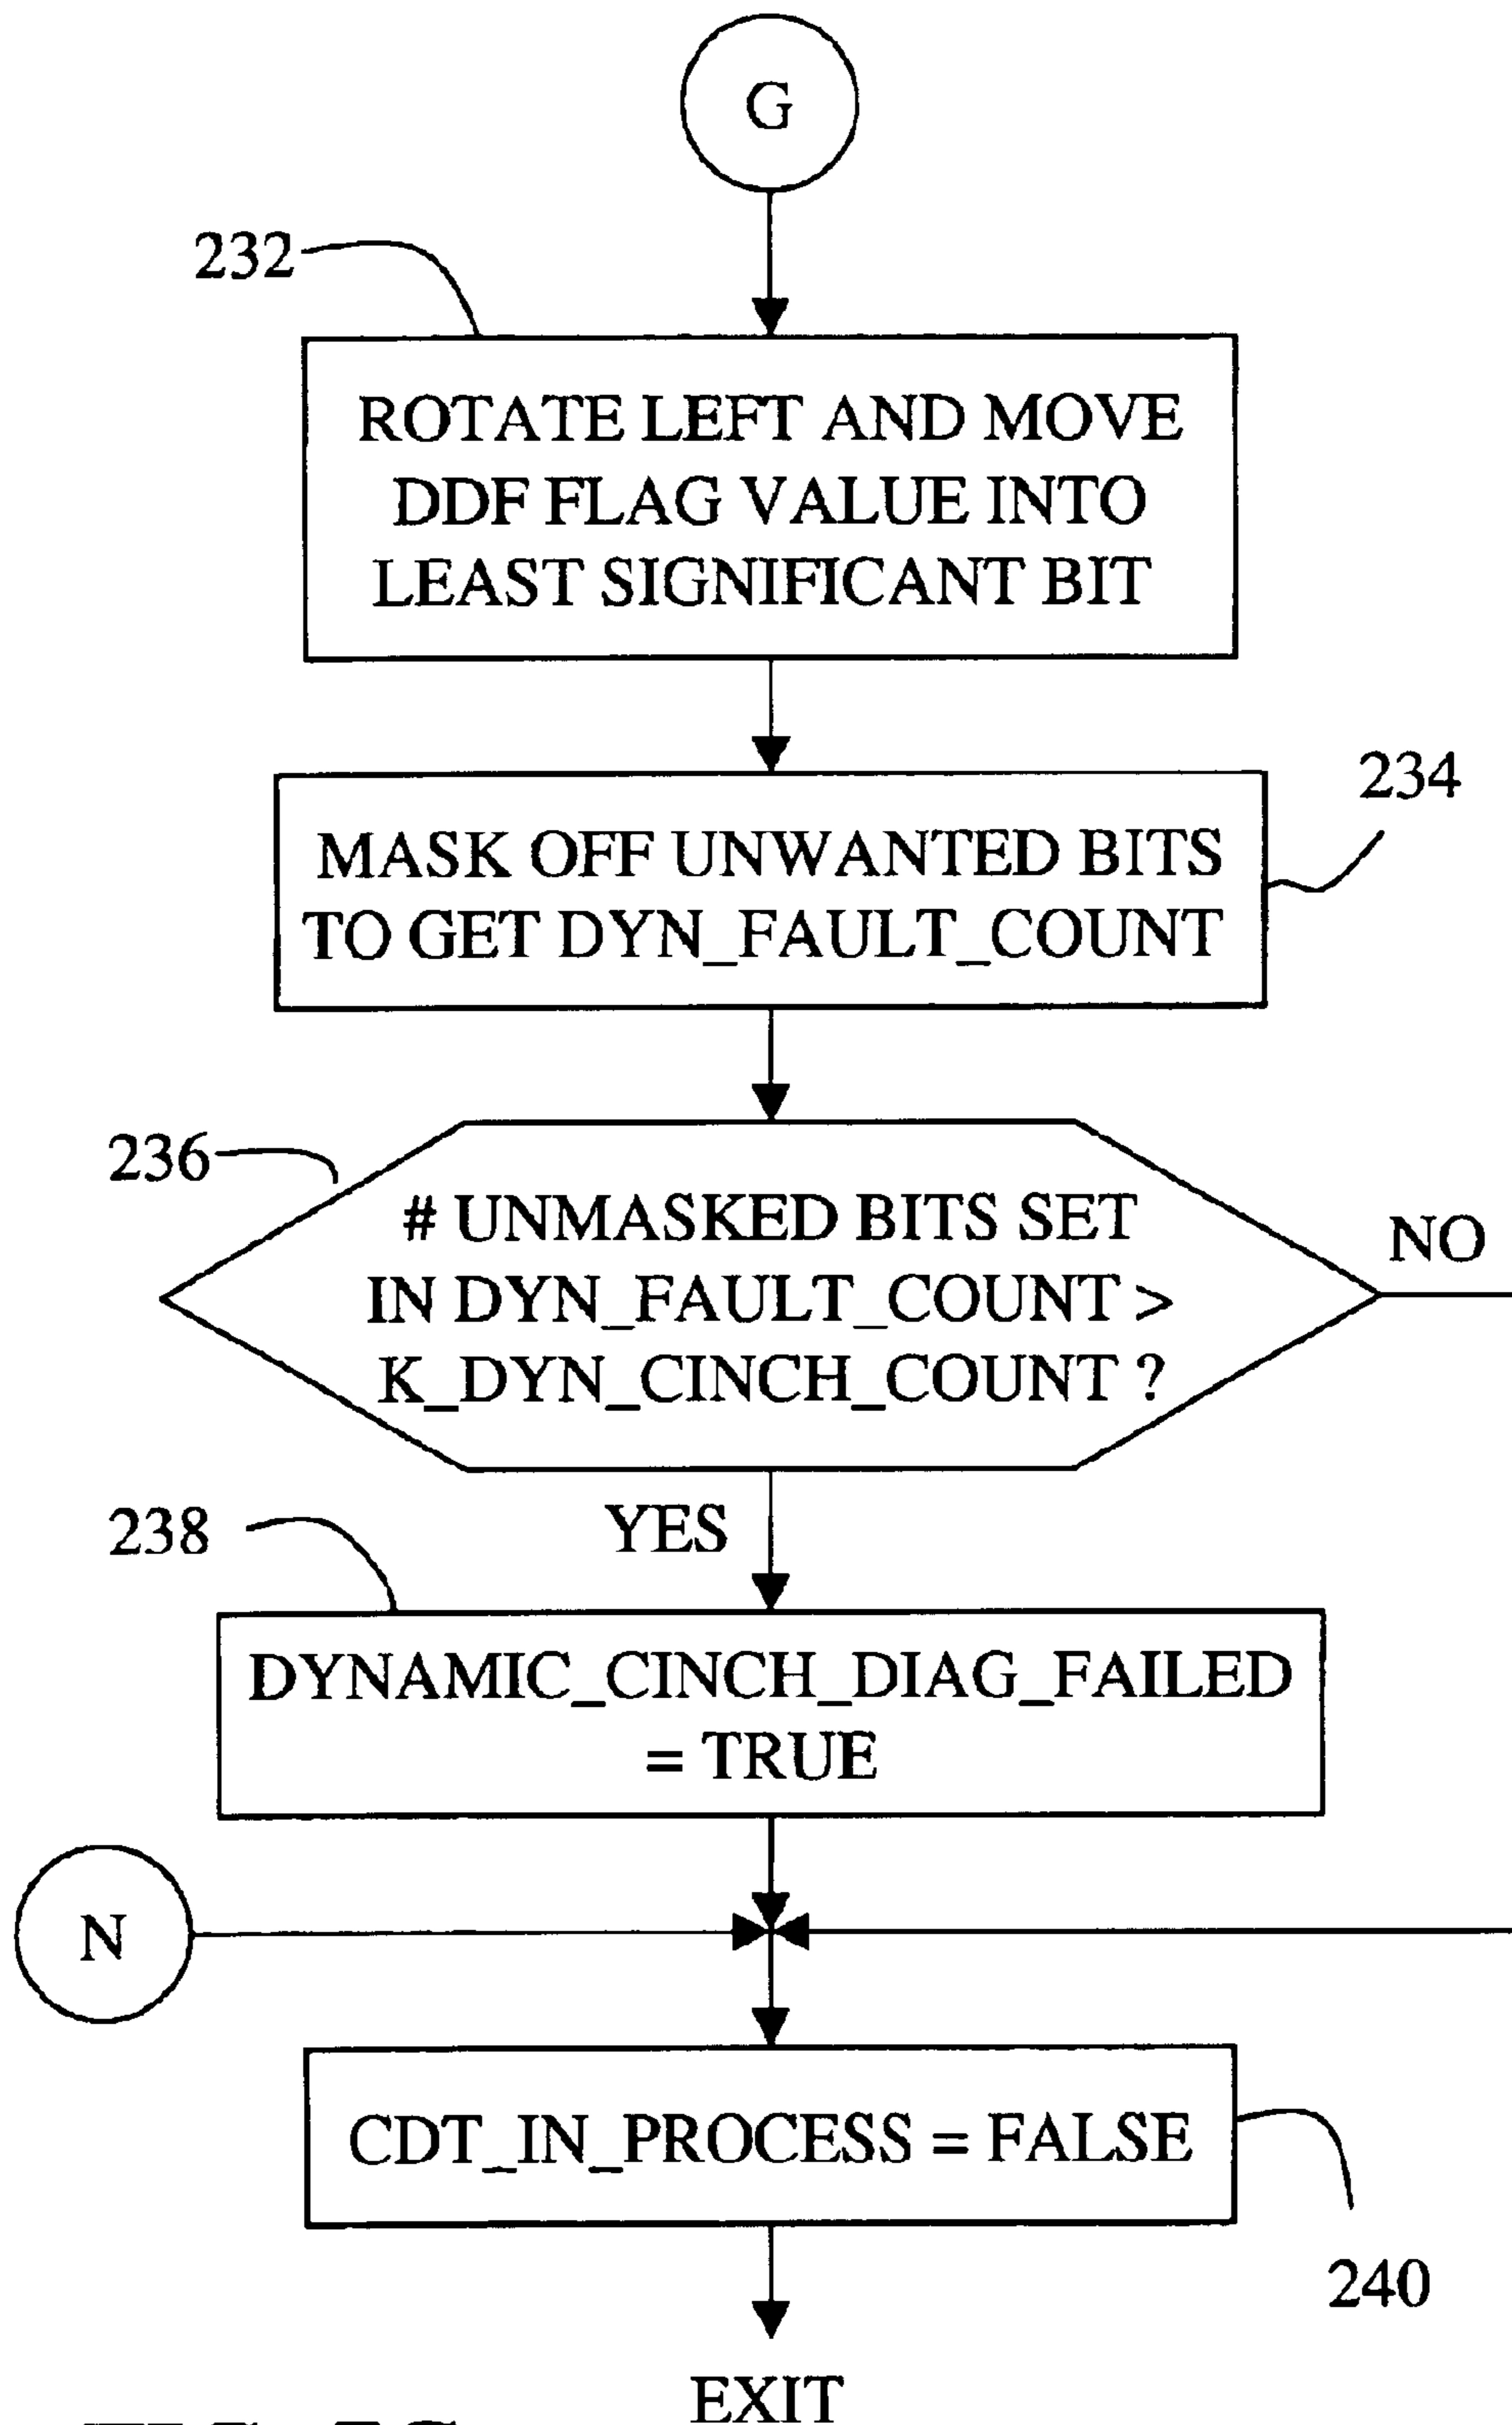 G
232
ROTATE LEFT AND MOVE
DDF FLAG VALUE INTO
LEAST SIGNIFICANT BIT
234
MASK OFF UNWANTED BITS
TO GET DYN_FAULT_COUNT
236
# UNMASKED BITS SET
IN DYN_FAULT_COUNT >
K_DYN_CINCH_COUNT ?
NO
YES
238
DYNAMIC_CINCH_DIAG_FAILED
= TRUE
N
CDT_IN_PROCESS = FALSE
240
EXIT